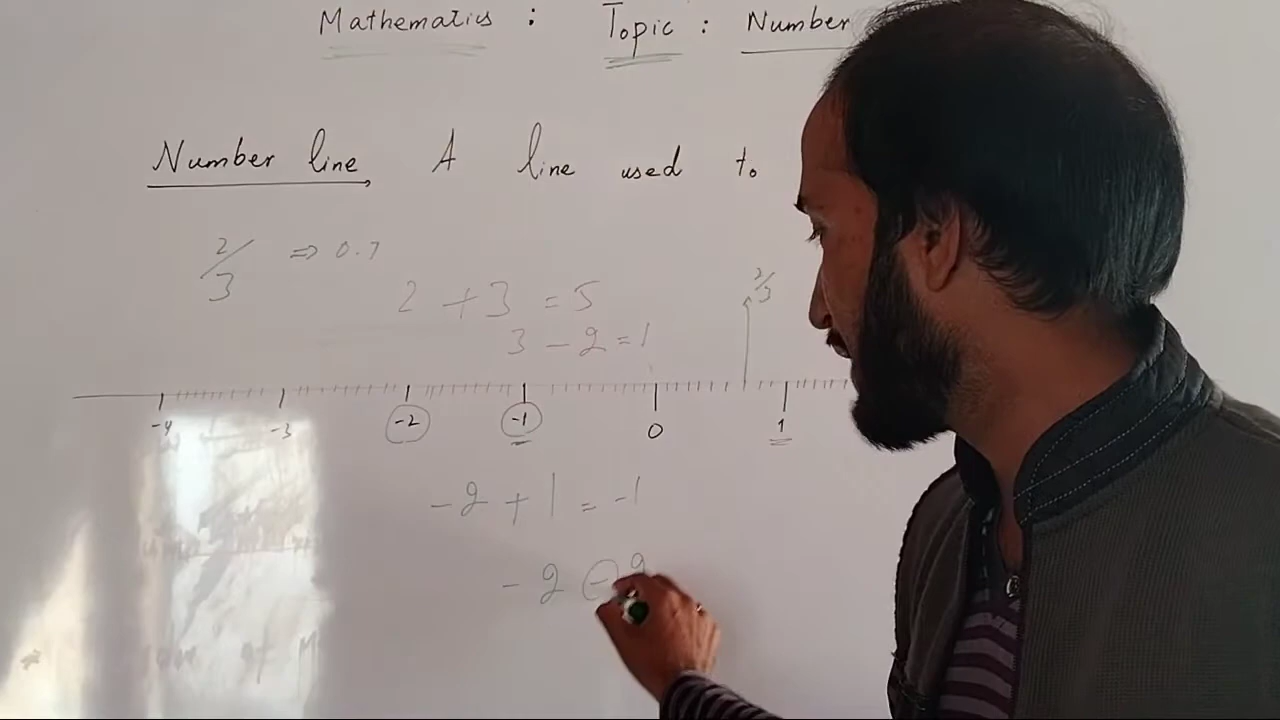 Mathematics : Topic : Number
Number line A line used to
2/3 ⇒ 0.7
2 + 3 = 5
2/3
3 - 2 = 1
-4 -3 -2 -1 0 1
-2 + 1 = -1
-2 - 2